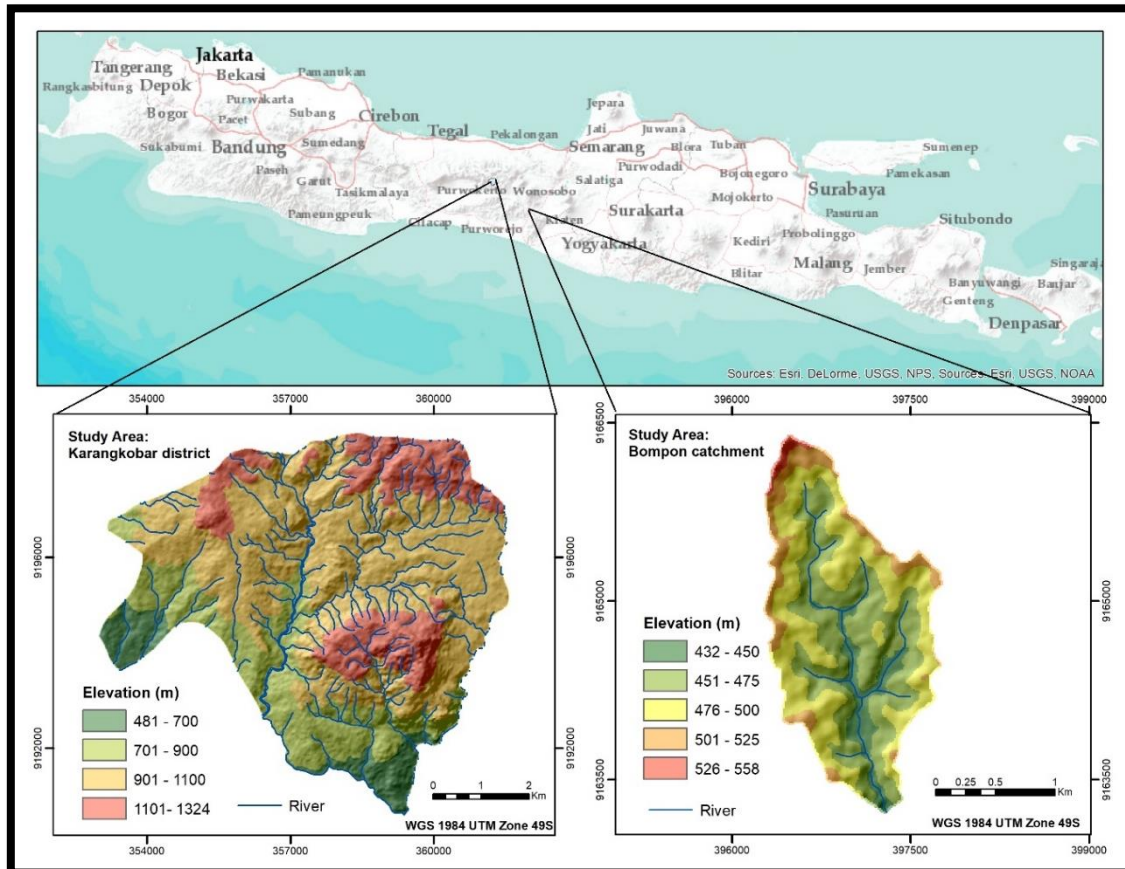 Jakarta
Tangerang
Bekasi
Pamanukan
Rangkasbitung
Depok
Purwakarta
Jepara
Bogor
Pacet
Subang
Cirebon
Tegal
Pekalongan
Jati
Juwana
Sukabumi
Bandung
Sumedang
Semarang
Blora
Tuban
Sumenep
Paseh
Garut
Purwodadi
Bojonegoro
Pamekasan
Tasikmalaya
Purwokerto
Wonosobo
Salatiga
Mojokerto
Surabaya
Pameungpeuk
Cilacap
Purworejo
Klaten
Surakarta
Pasuruan
Situbondo
Yogyakarta
Kediri
Probolinggo
Malang
Jember
Singaraja
Blitar
Banyuwangi
Banjar
Genteng
Denpasar
Sources: Esri, DeLorme, USGS, NPS, Sources: Esri, USGS, NOAA
354000 357000 360000
Study Area:
Karangkobar district
9196000
9196000
9192000
9192000
Elevation (m)
481 - 700
701 - 900
901 - 1100
1101- 1324
River
0 1 2
Km
WGS 1984 UTM Zone 49S
354000 357000 360000
396000 397500 399000
9166500
9166500
Study Area:
Bompon catchment
9165000
9165000
9163500
9163500
Elevation (m)
432 - 450
451 - 475
476 - 500
501 - 525
526 - 558
River
0 0.25 0.5 1
Km
WGS 1984 UTM Zone 49S
396000 397500 399000